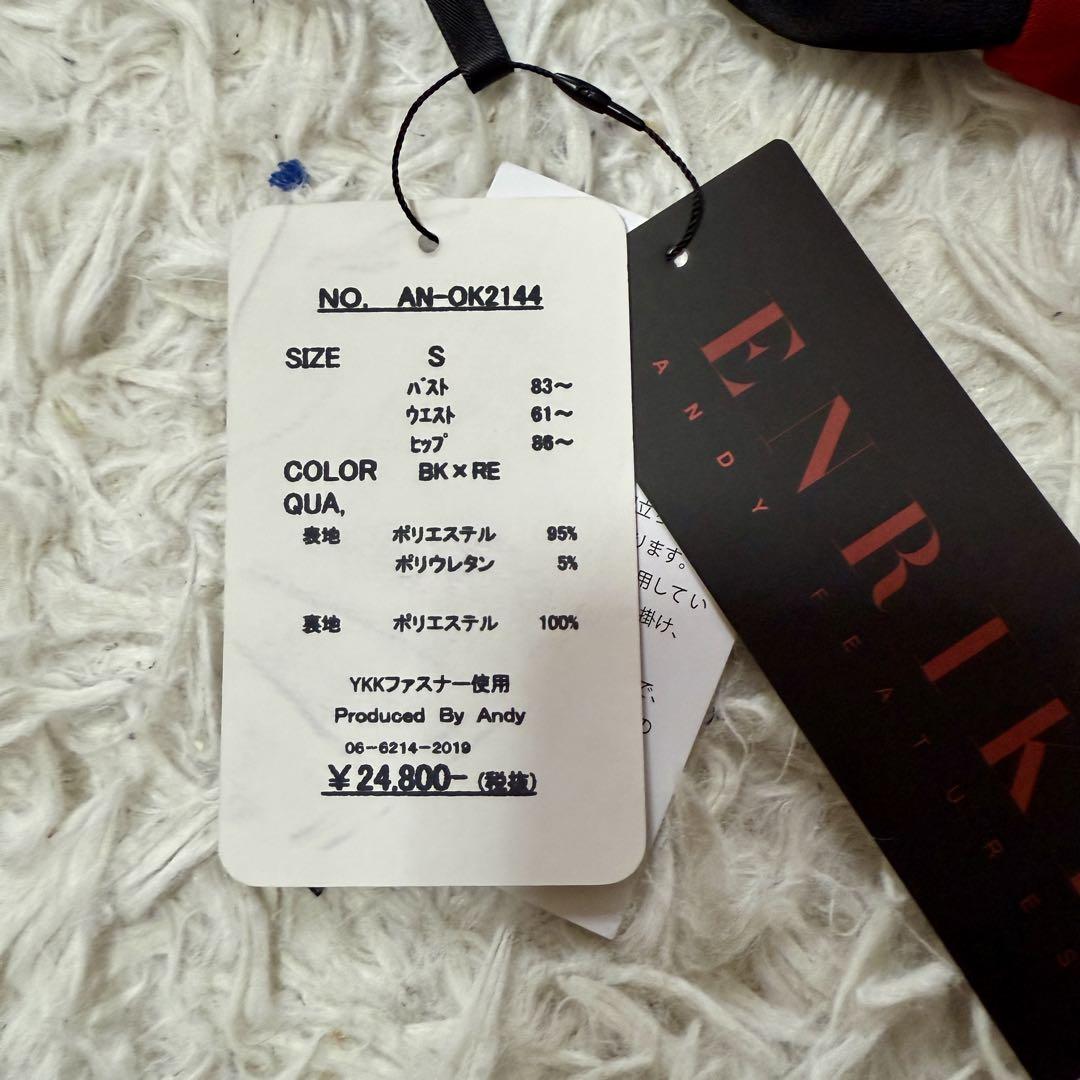 NO. AN-OK2144
SIZE S
バスト 83～
ウエスト 61～
ヒップ 86～
COLOR BK×RE
QUA,
表地 ポリエステル 95%
ポリウレタン 5%
裏地 ポリエステル 100%
YKKファスナー使用
Produced By Andy
06-6214-2019
¥24,800- (税抜)
ENRIK
ANDY FEATURES
立
ります。
用してい
掛け、
で、
の